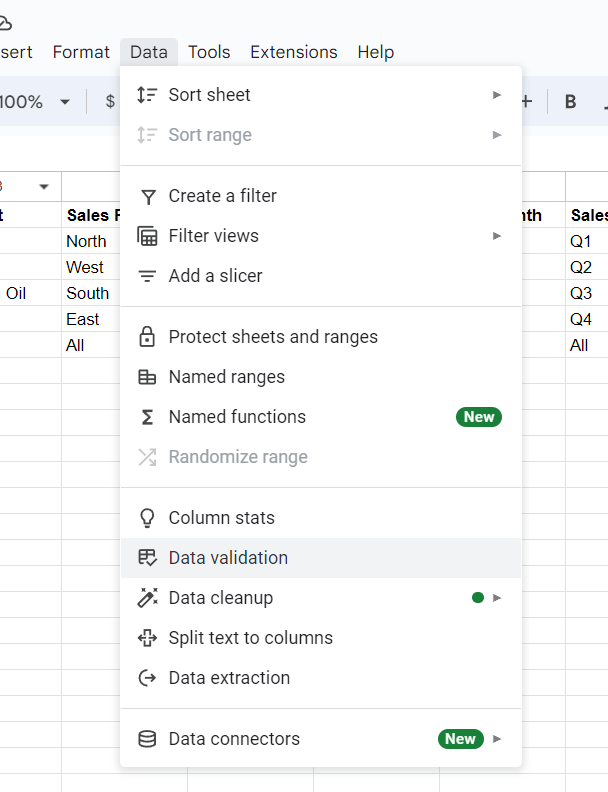 sert Format Data Tools Extensions Help
100% $ + B
Sort sheet
Sort range
Create a filter
Filter views
Add a slicer
Protect sheets and ranges
Named ranges
Named functions New
Randomize range
Column stats
Data validation
Data cleanup
Split text to columns
Data extraction
Data connectors New
3
t Sales F nth Sales
North Q1
West Q2
Oil South Q3
East Q4
All All